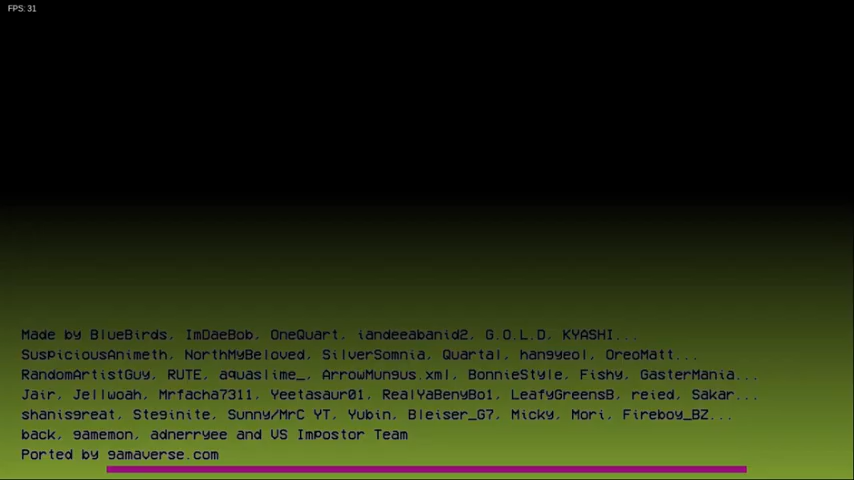 FPS: 31
Made by BlueBirds, ImDaeBob, OneQuart, iandeeabanid2, G.O.L.D, KYASHI...
SuspiciousAnimeth, NorthMyBeloved, SilverSomnia, Quartal, hangyeol, OreoMatt...
RandomArtistGuy, RUTE, aquaslime_, ArrowMungus.xml, BonnieStyle, Fishy, GasterMania...
Jair, Jellwoah, Mrfacha7311, Yeetasaur01, RealYaBenyBo1, LeafyGreensB, reied, Sakar...
shanisgreat, Steginite, Sunny/MrC YT, Yubin, Bleiser_G7, Micky, Mori, Fireboy_BZ...
back, gamemon, adnerryee and VS Impostor Team
Ported by gamaverse.com